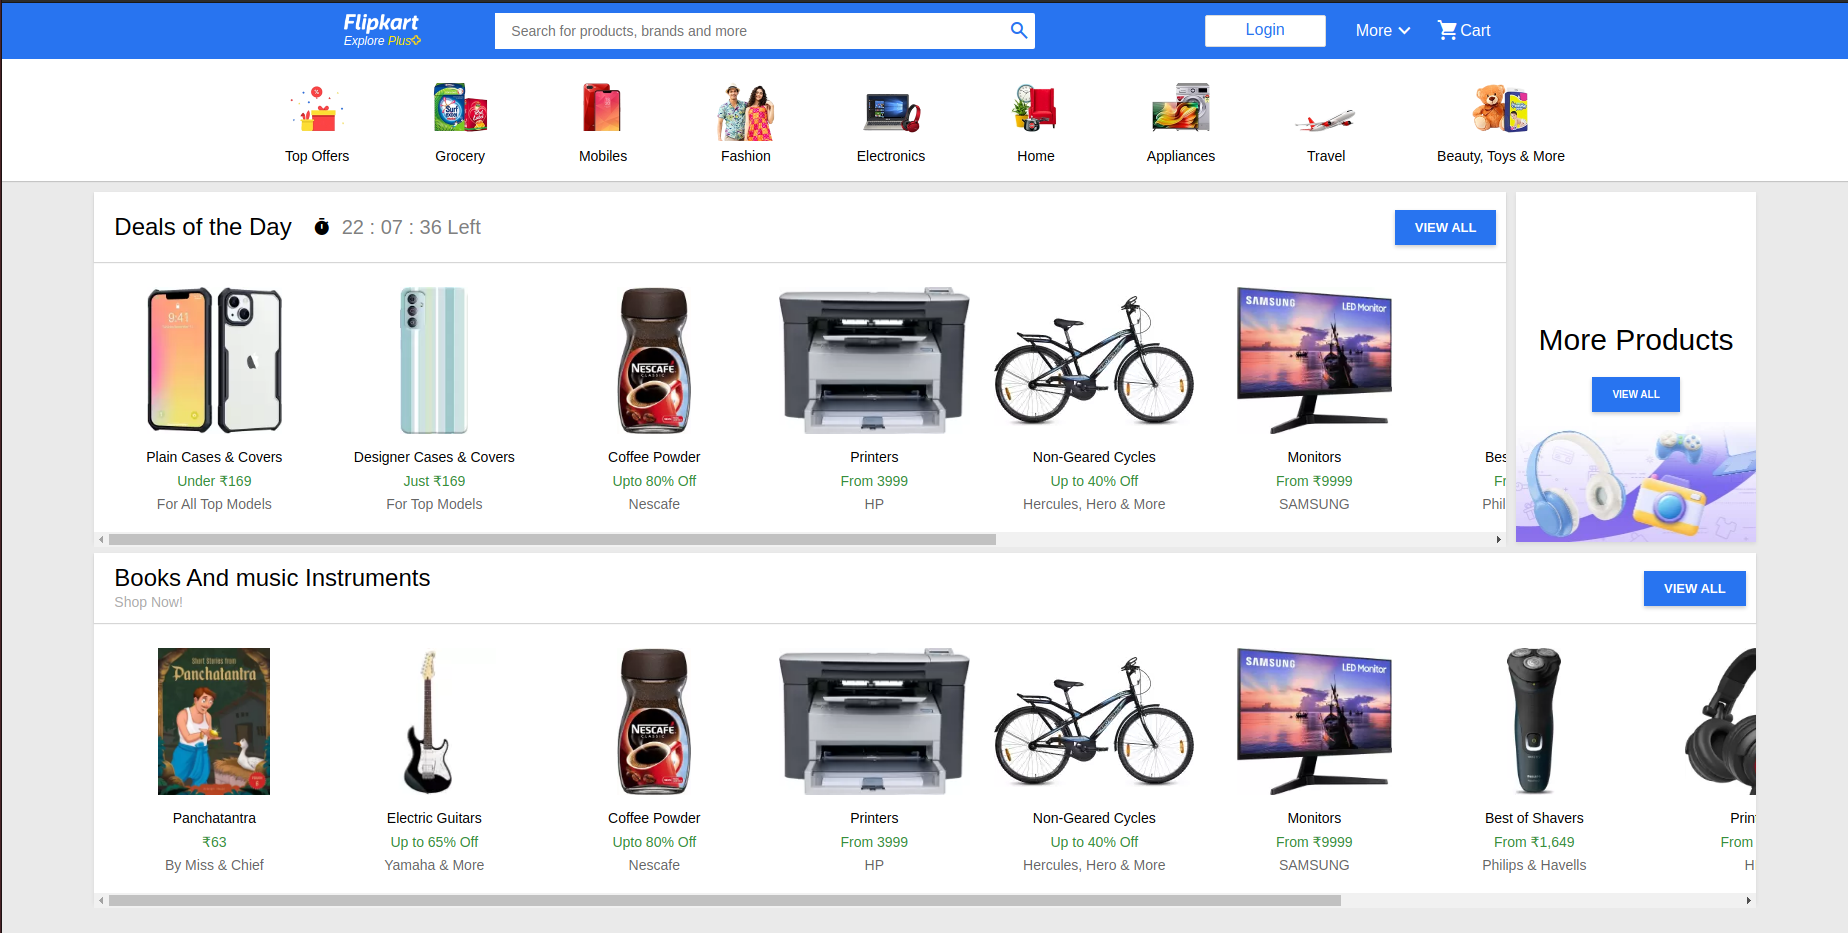 Flipkart
Explore Plus
Search for products, brands and more
Login
More
Cart
Top Offers
Grocery
Mobiles
Fashion
Electronics
Home
Appliances
Travel
Beauty, Toys & More
Deals of the Day
22 : 07 : 36 Left
VIEW ALL
9:41
NESCAFE
CLASSIC
SAMSUNG
LED Monitor
Plain Cases & Covers
Under ₹169
For All Top Models
Designer Cases & Covers
Just ₹169
For Top Models
Coffee Powder
Upto 80% Off
Nescafe
Printers
From 3999
HP
Non-Geared Cycles
Up to 40% Off
Hercules, Hero & More
Monitors
From ₹9999
SAMSUNG
Bes
Fr
Phil
More Products
VIEW ALL
Books And music Instruments
Shop Now!
VIEW ALL
Short Stories from
Panchatantra
NESCAFE
CLASSIC
SAMSUNG
LED Monitor
Panchatantra
₹63
By Miss & Chief
Electric Guitars
Up to 65% Off
Yamaha & More
Coffee Powder
Upto 80% Off
Nescafe
Printers
From 3999
HP
Non-Geared Cycles
Up to 40% Off
Hercules, Hero & More
Monitors
From ₹9999
SAMSUNG
Best of Shavers
From ₹1,649
Philips & Havells
Prin
From
H